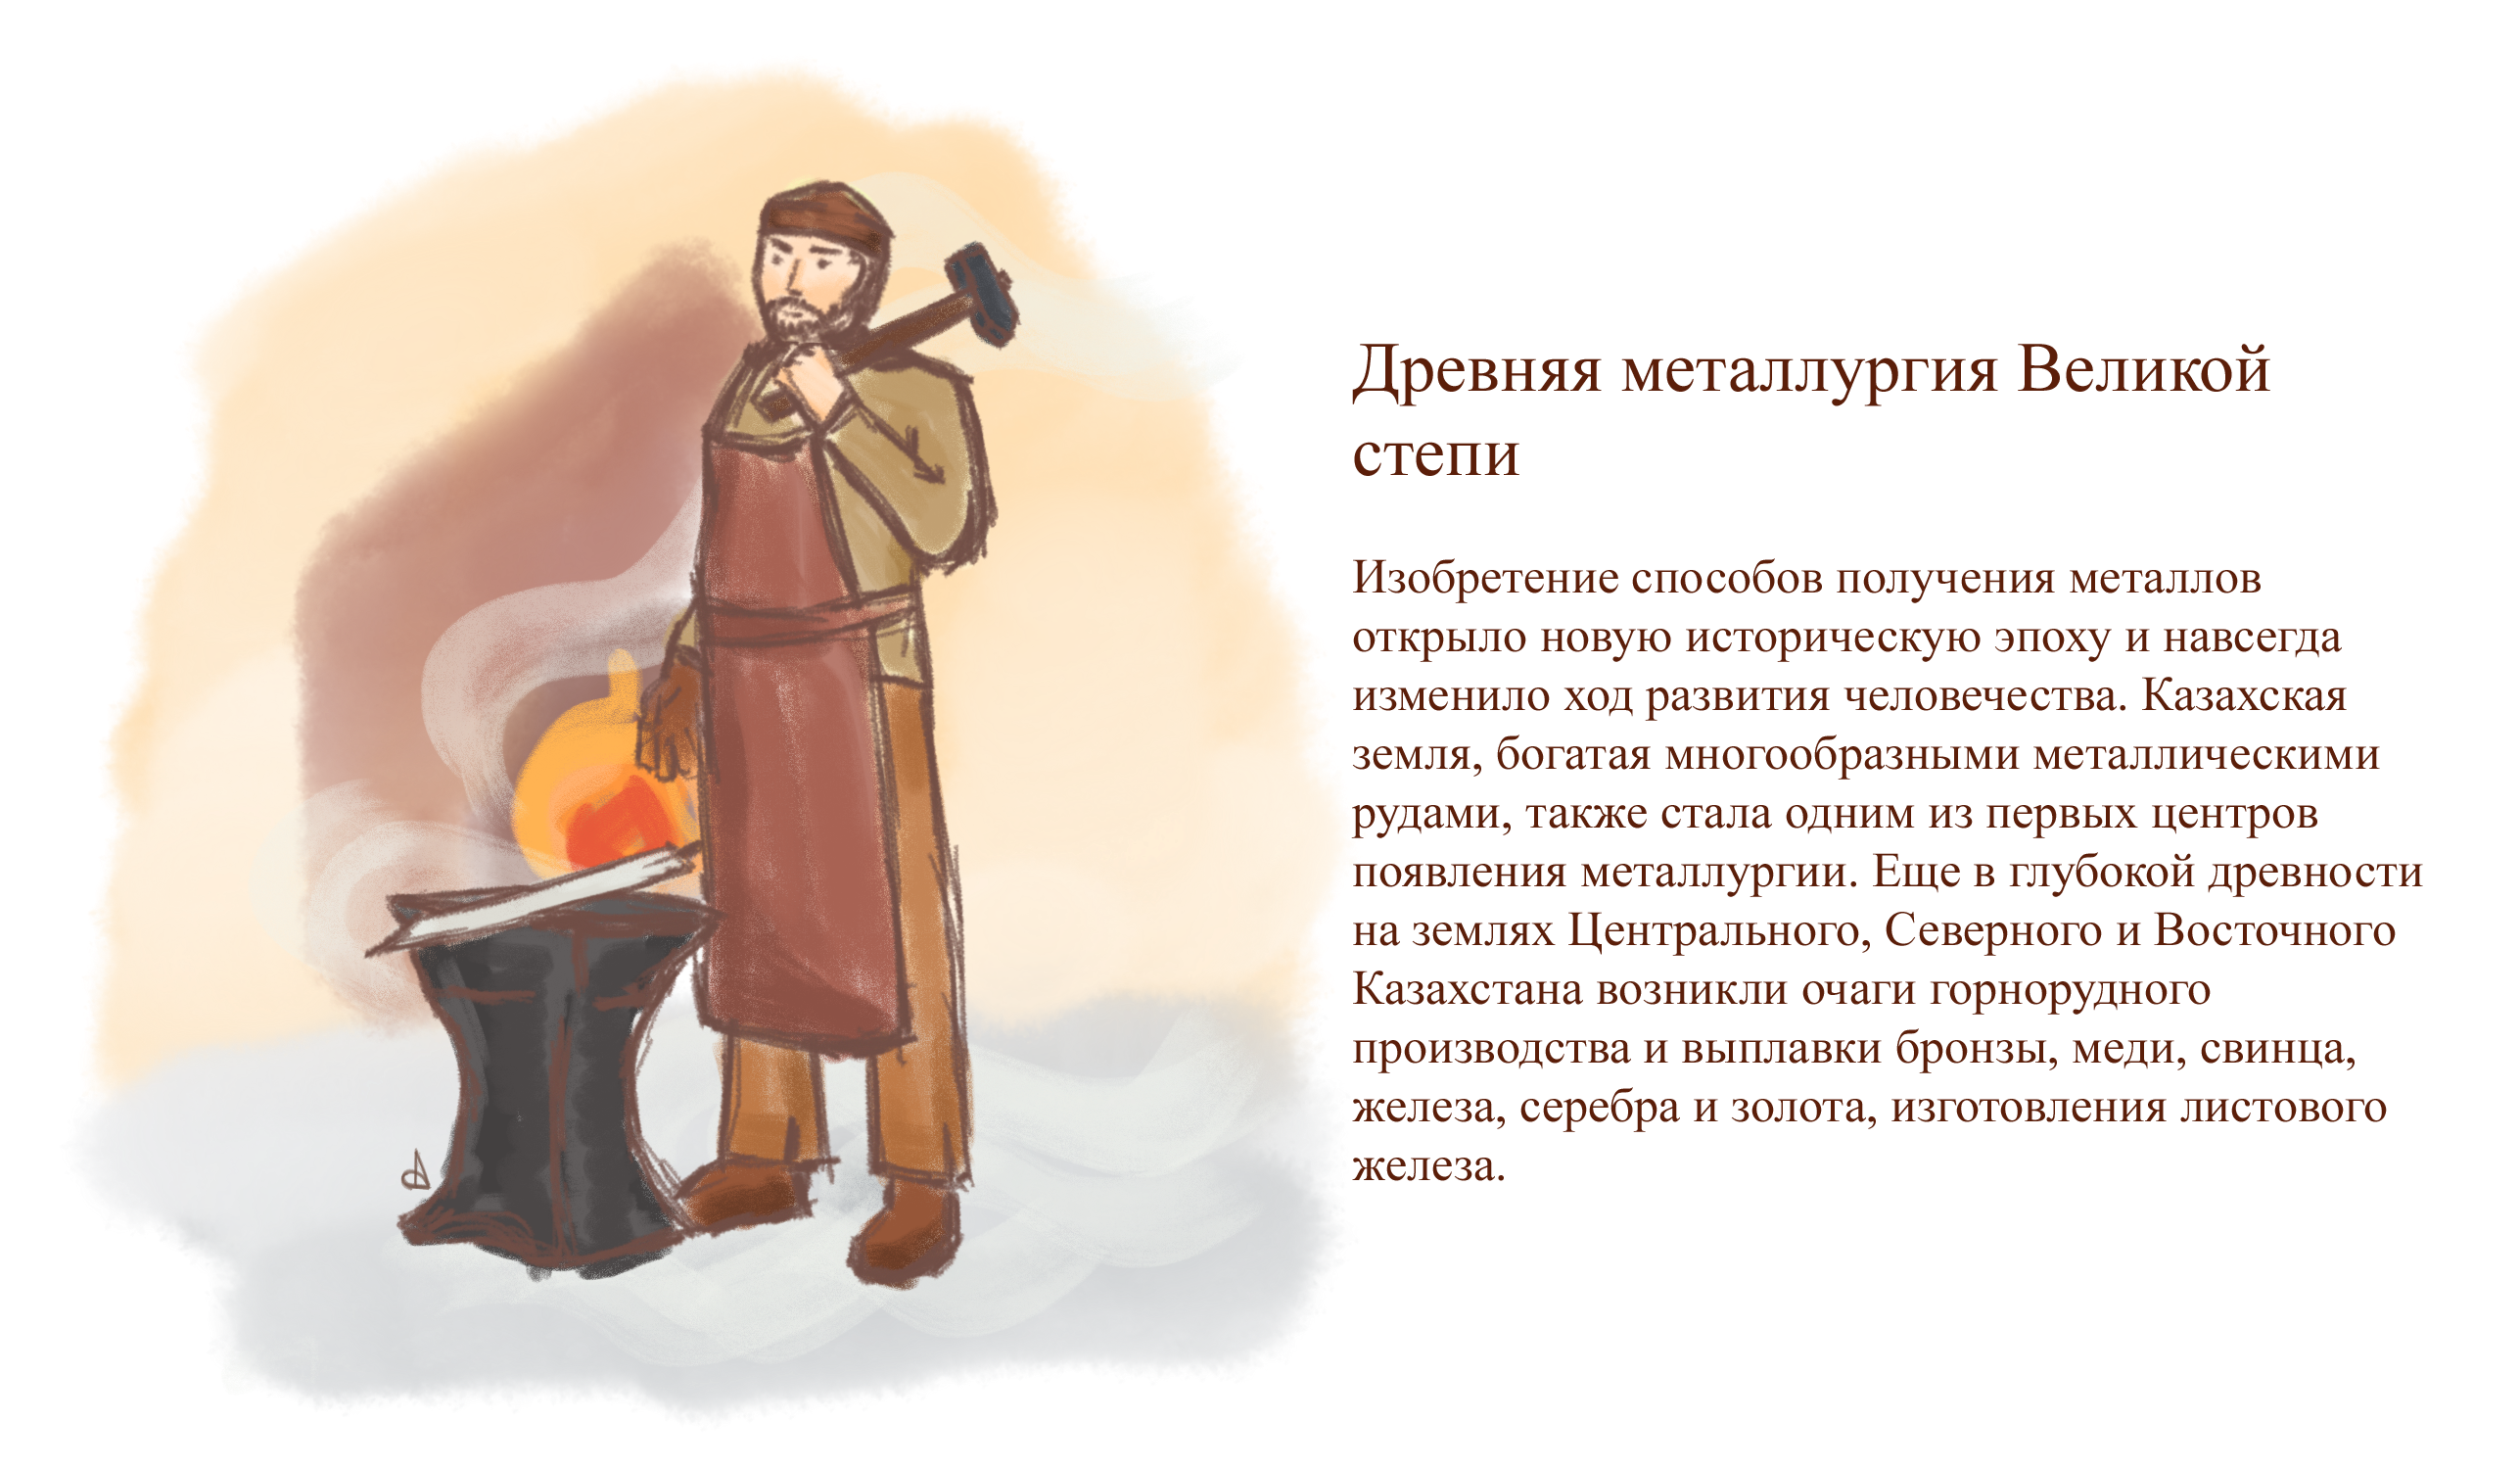 Древняя металлургия Великой
степи
Изобретение способов получения металлов
открыло новую историческую эпоху и навсегда
изменило ход развития человечества. Казахская
земля, богатая многообразными металлическими
рудами, также стала одним из первых центров
появления металлургии. Еще в глубокой древности
на землях Центрального, Северного и Восточного
Казахстана возникли очаги горнорудного
производства и выплавки бронзы, меди, свинца,
железа, серебра и золота, изготовления листового
железа.